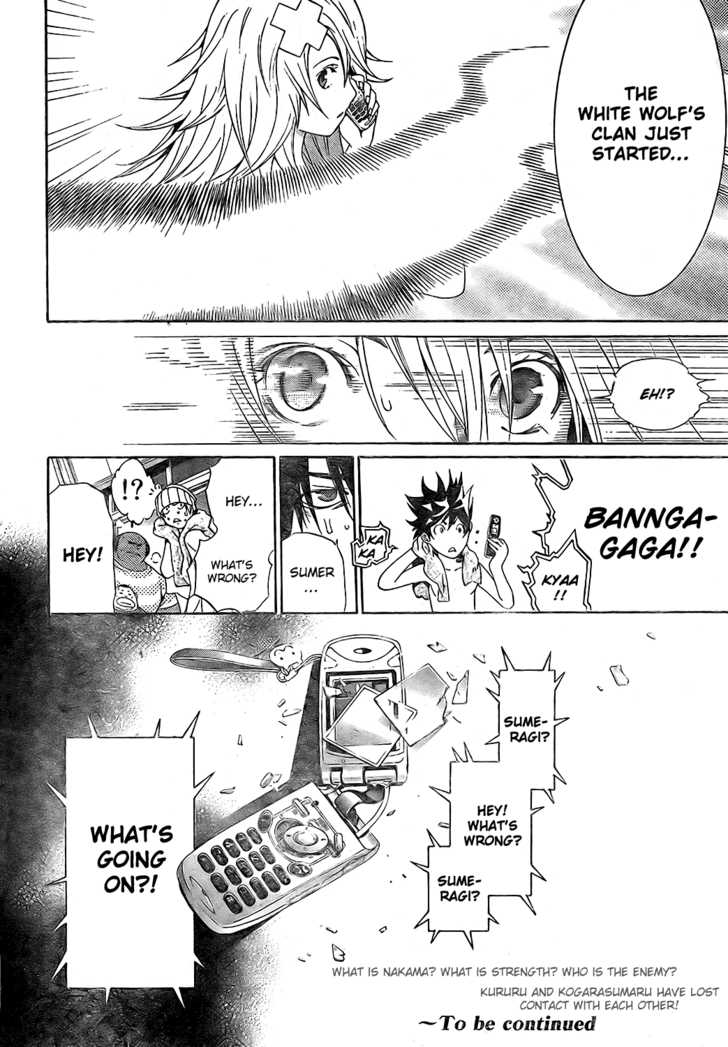 THE
WHITE WOLF'S
CLAN JUST
STARTED...
EH!?
BANNGA-
GAGA!!
KYAA
!!
KA
KA
SUMER
...
HEY...
WHAT'S
WRONG?
!?
HEY!
SUME-
RAGI?
HEY!
WHAT'S
WRONG?
SUME-
RAGI?
WHAT'S
GOING
ON?!
WHAT IS NAKAMA? WHAT IS STRENGTH? WHO IS THE ENEMY?
KURURU AND KOGARASUMARU HAVE LOST
CONTACT WITH EACH OTHER!
~To be continued